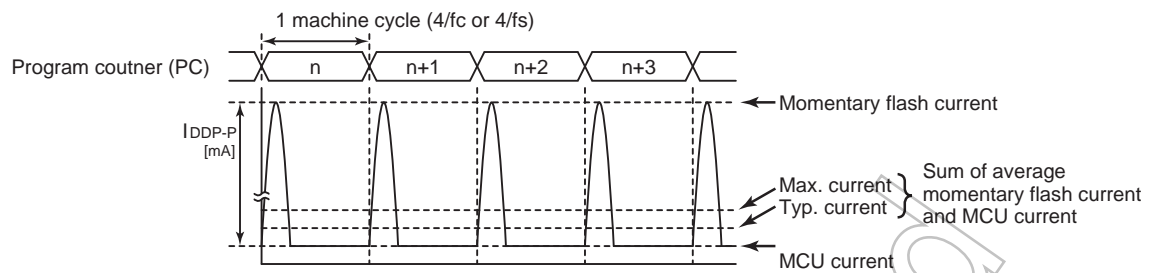 1 machine cycle (4/fc or 4/fs)
Program coutner (PC)
n
n+1
n+2
n+3
Momentary flash current
IDDP-P
[mA]
Max. current
Typ. current
Sum of average
momentary flash current
and MCU current
MCU current